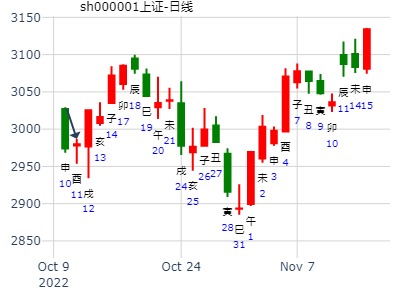 sh000001上证-日线
3150
3100
3050
3000
2950
2900
2850
申
10
酉
11
戌
12
亥
13
子
14
卯
17
辰
18
巳
19
午
20
未
21
戌
24
亥
25
子
26
丑
27
寅
28
巳
31
午
1
未
2
申
3
酉
4
子
7
丑
8
寅
9
卯
10
辰
11
未
14
申
15
Oct 9
2022
Oct 24
Nov 7